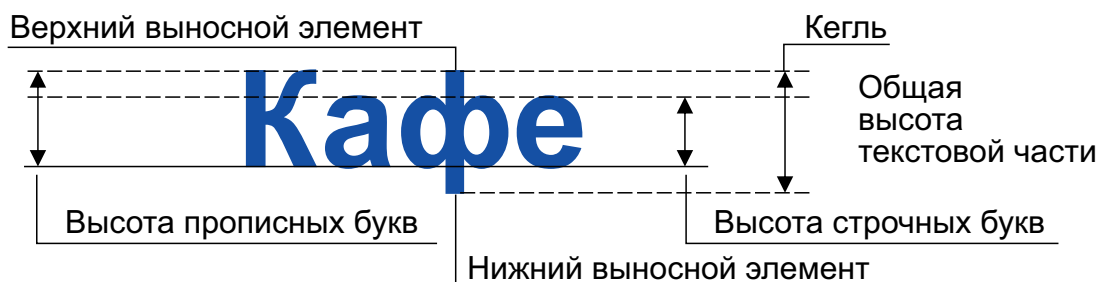 Верхний выносной элемент
Кегль
Кафе
Общая
высота
текстовой части
Высота прописных букв
Высота строчных букв
Нижний выносной элемент